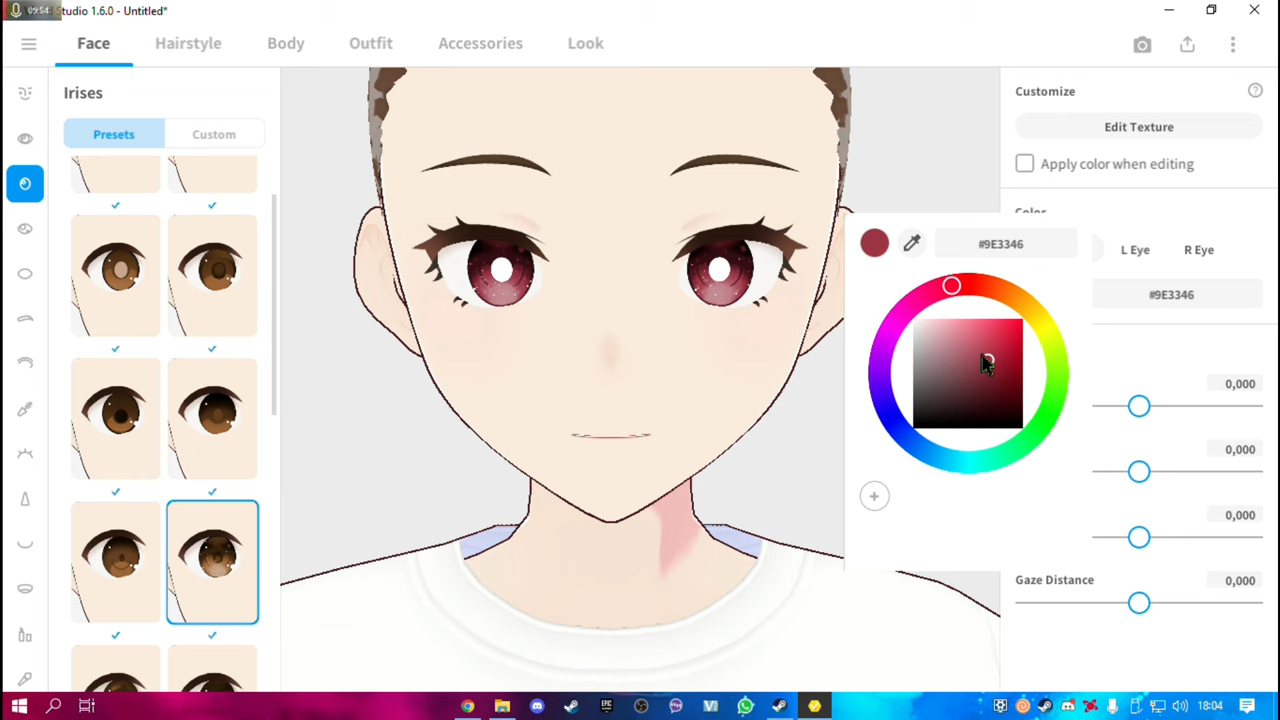 09:54
Studio 1.6.0 - Untitled*
Face
Hairstyle
Body
Outfit
Accessories
Look
Irises
Presets
Custom
Customize
Edit Texture
Apply color when editing
#9E3346
L Eye
R Eye
#9E3346
0,000
0,000
0,000
Gaze Distance
0,000
EPIC
18:04